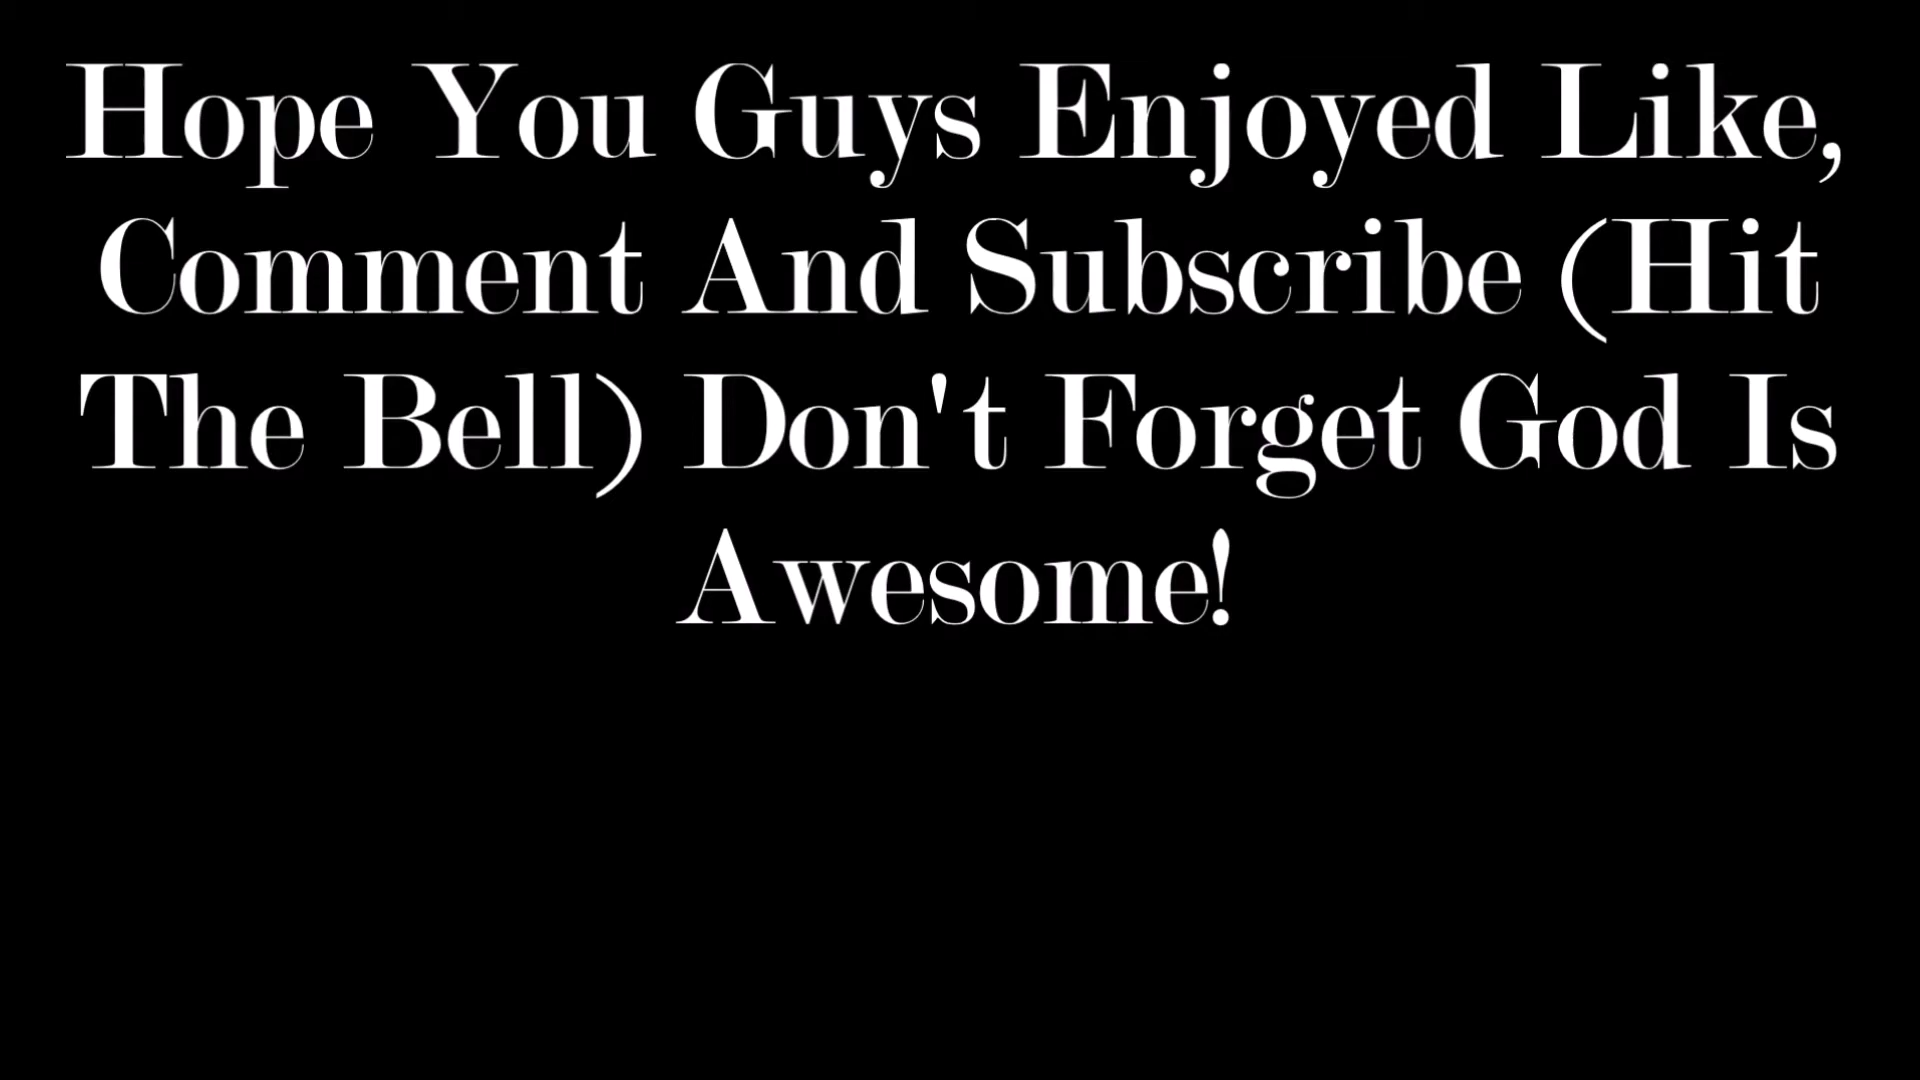 Hope You Guys Enjoyed Like,
Comment And Subscribe (Hit
The Bell) Don't Forget God Is
Awesome!